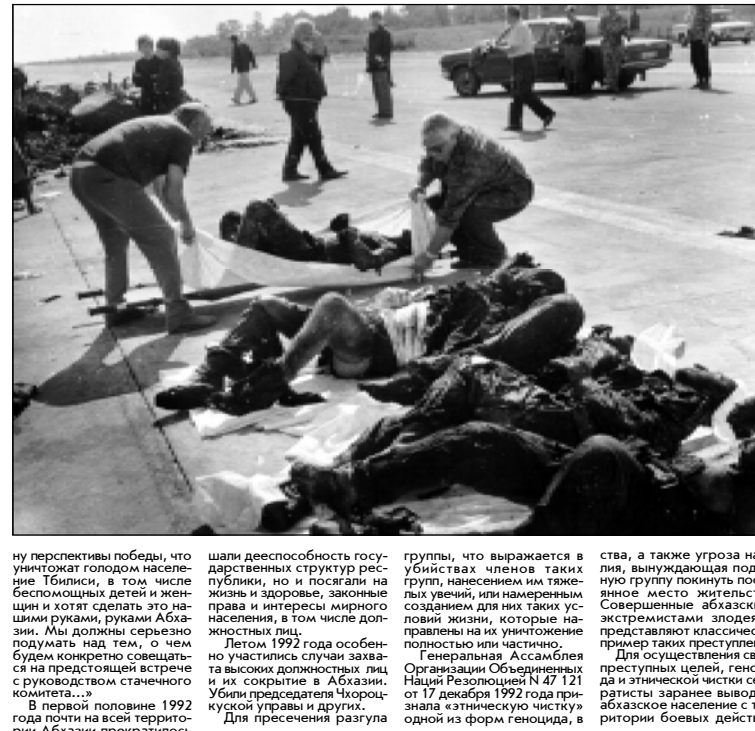 ну перспективы победы, что
уничтожат голодом населе-
ние Тбилиси, в том числе
беспомощных детей и жен-
щин и хотят сделать это на-
шими руками, руками Абха-
зии. Мы должны серьезно
подумать над тем, о чем
будем конкретно совещать-
ся на предстоящей встрече
с руководством стачечного
комитета...»
В первой половине 1992
года почти на всей террито-
рии Абхазии прекратилось
шали дееспособность госу-
дарственных структур рес-
публики, но и посягали на
жизнь и здоровье, законные
права и интересы мирного
населения, в том числе дол-
жностных лиц.
Летом 1992 года особен-
но участились случаи захва-
та высоких должностных лиц
и их сокрытие в Абхазии.
Убили председателя Чхороц-
куской управы и других.
Для пресечения разгула
группы, что выражается в
убийствах членов таких
групп, нанесением им тяже-
лых увечий, или намеренным
созданием для них таких ус-
ловий жизни, которые на-
правлены на их уничтожение
полностью или частично.
Генеральная Ассамблея
Организации Объединенных
Наций Резолюцией N 47 121
от 17 декабря 1992 года при-
знала «этническую чистку»
одной из форм геноцида, в
ства, а также угроза на
лия, вынуждающая под
ную группу покинуть пос
янное место жительст
Совершенные абхазски
экстремистами злодея
представляют классичес
пример таких преступлен
Для осуществления св
преступных целей, гено
да и этнической чистки се
ратисты заранее вывод
абхазское население с т
ритории боевых действ